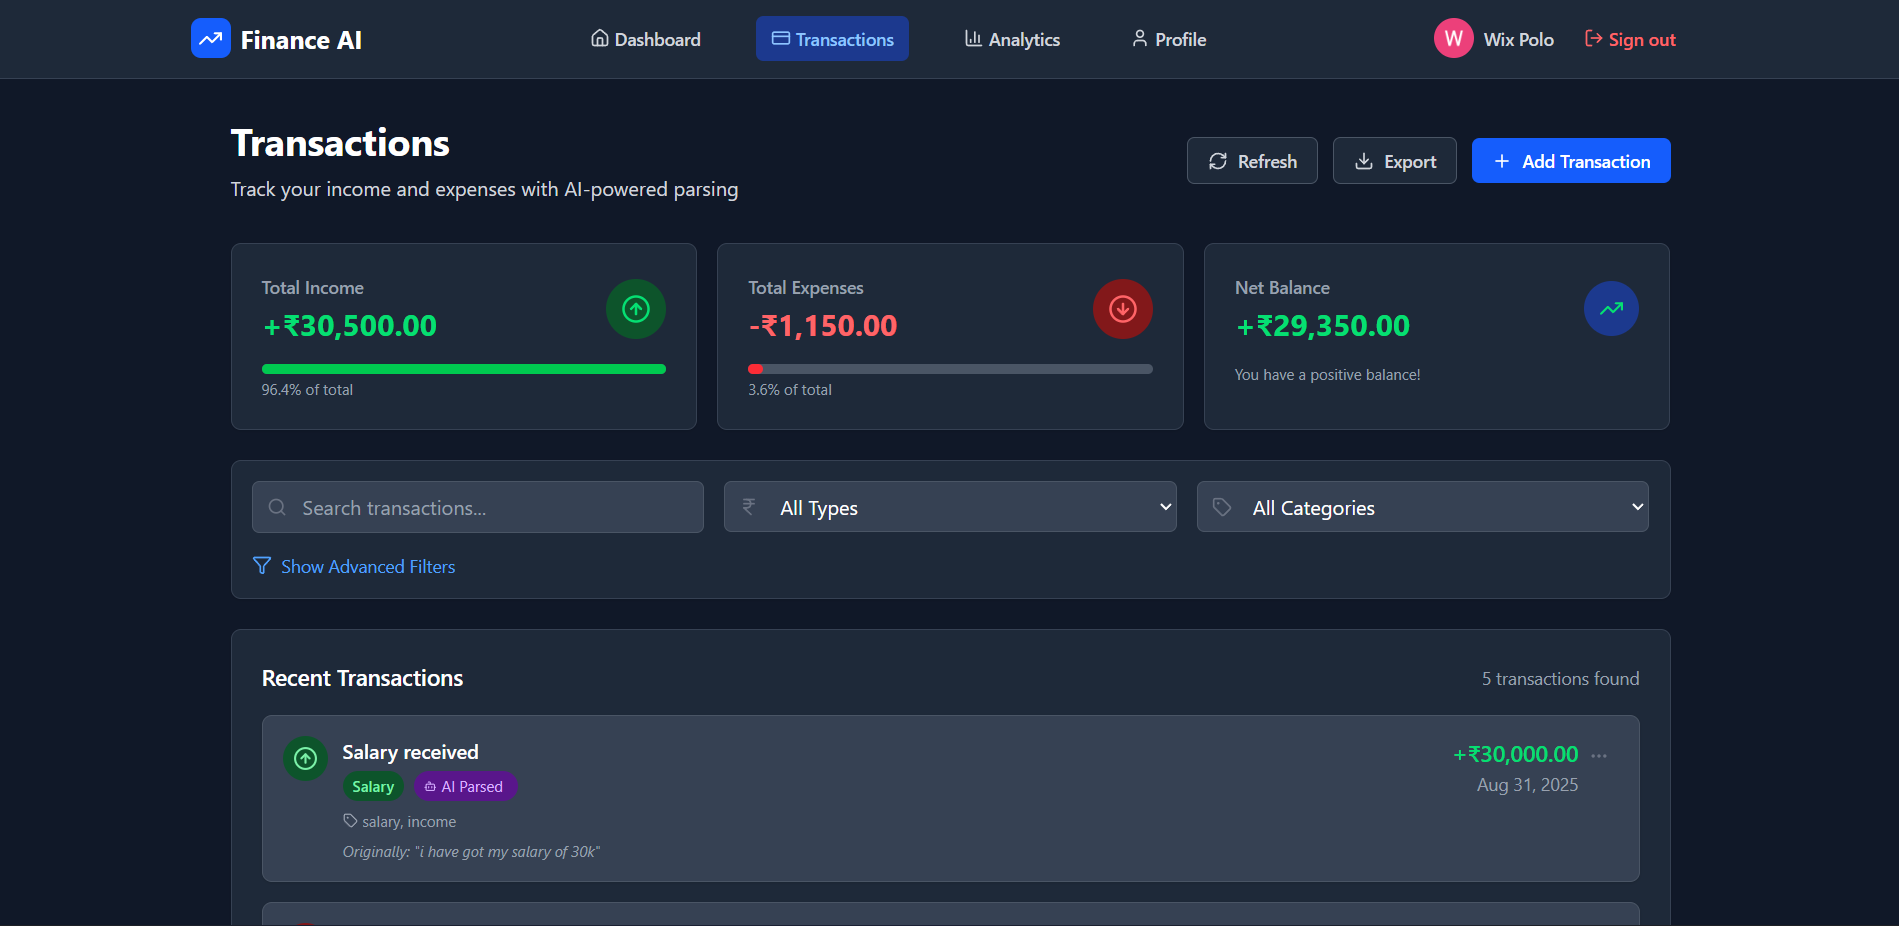 Finance AI
Dashboard
Transactions
Analytics
Profile
W
Wix Polo
Sign out
Transactions
Track your income and expenses with AI-powered parsing
Refresh
Export
Add Transaction
Total Income
+₹30,500.00
96.4% of total
Total Expenses
-₹1,150.00
3.6% of total
Net Balance
+₹29,350.00
You have a positive balance!
Search transactions...
₹
All Types
All Categories
Show Advanced Filters
Recent Transactions
5 transactions found
Salary received
+₹30,000.00
Salary
AI Parsed
Aug 31, 2025
salary, income
Originally: "i have got my salary of 30k"